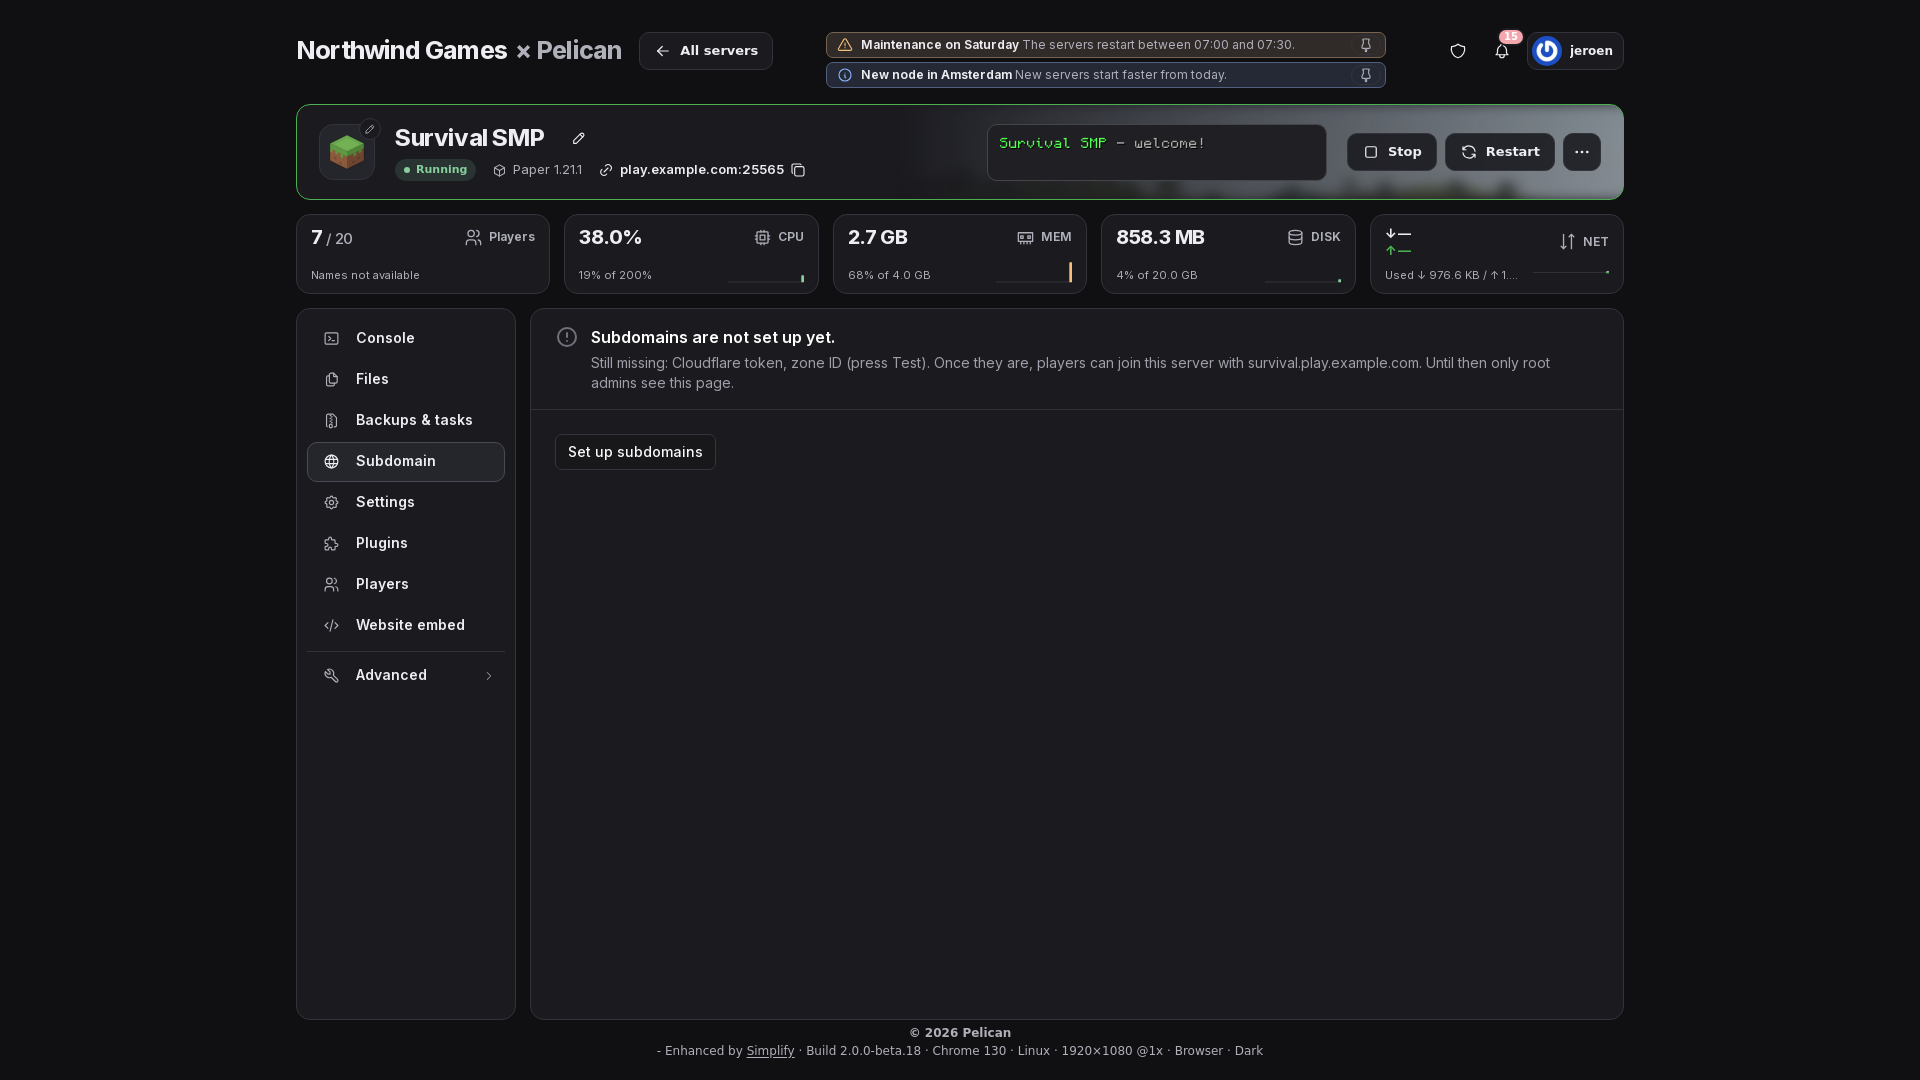 Northwind Games × Pelican
All servers
Maintenance on Saturday The servers restart between 07:00 and 07:30.
New node in Amsterdam New servers start faster from today.
15
jeroen
Survival SMP
Running
Paper 1.21.1
play.example.com:25565
Survival SMP - welcome!
Stop
Restart
7 / 20
Players
Names not available
38.0%
CPU
19% of 200%
2.7 GB
MEM
68% of 4.0 GB
858.3 MB
DISK
4% of 20.0 GB
↓—
↑—
NET
Used ↓ 976.6 KB / ↑ 1....
Console
Files
Backups & tasks
Subdomain
Settings
Plugins
Players
Website embed
Advanced
Subdomains are not set up yet.
Still missing: Cloudflare token, zone ID (press Test). Once they are, players can join this server with survival.play.example.com. Until then only root
admins see this page.
Set up subdomains
© 2026 Pelican
- Enhanced by Simplify · Build 2.0.0-beta.18 · Chrome 130 · Linux · 1920×1080 @1x · Browser · Dark